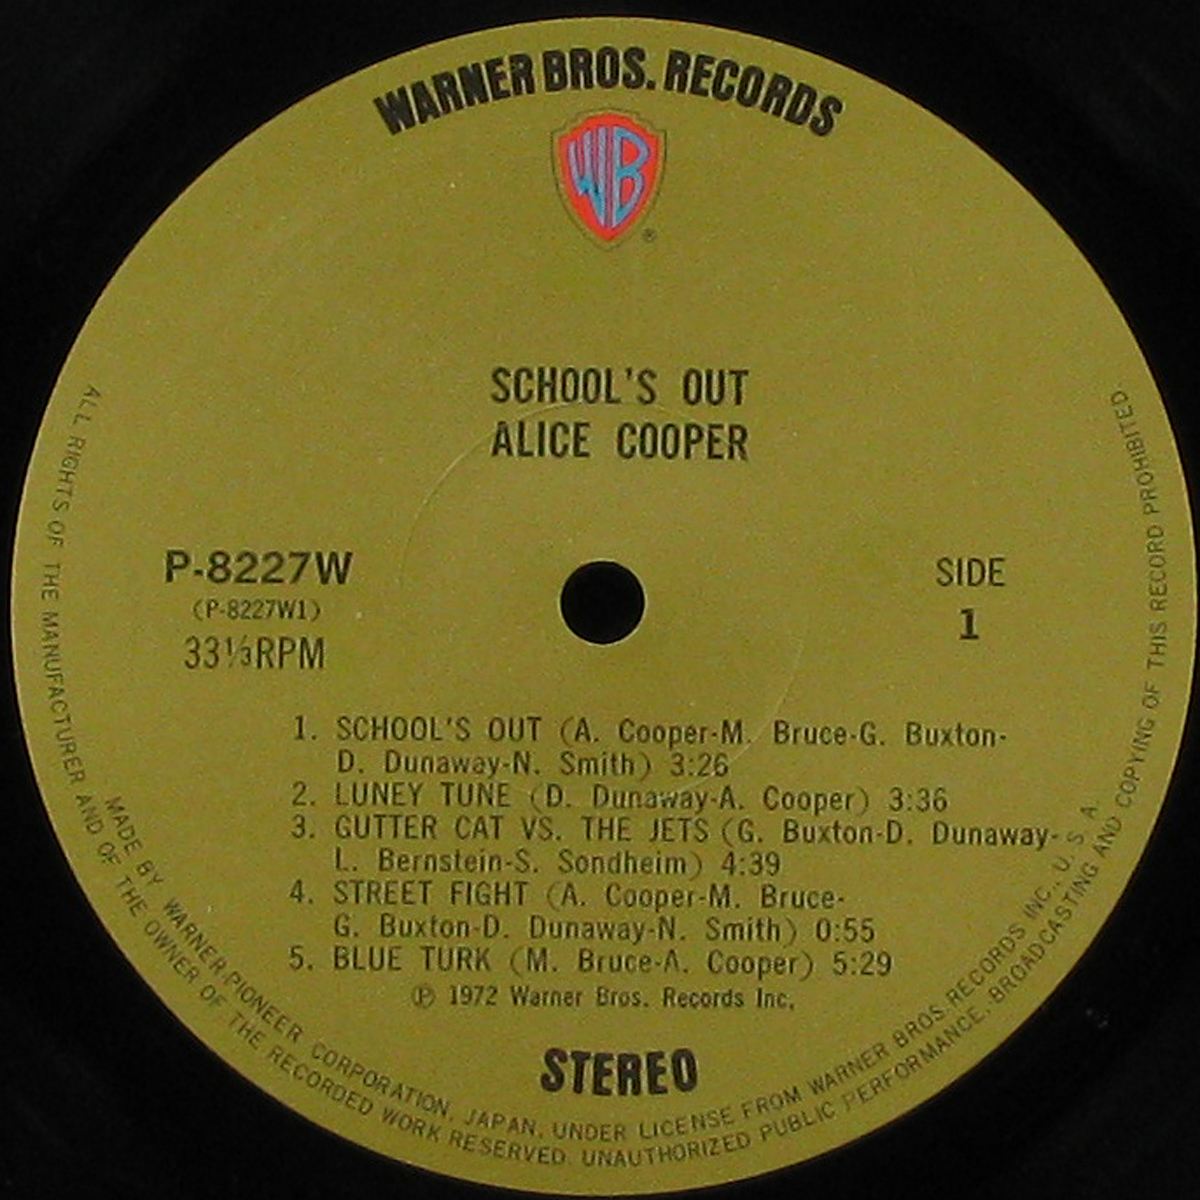 WARNER BROS. RECORDS
WB
®
SCHOOL'S OUT
ALICE COOPER
P-8227W
(P-8227W1)
33⅓RPM
SIDE
1
1. SCHOOL'S OUT (A. Cooper-M. Bruce-G. Buxton-
D. Dunaway-N. Smith) 3:26
2. LUNEY TUNE (D. Dunaway-A. Cooper) 3:36
3. GUTTER CAT VS. THE JETS (G. Buxton-D. Dunaway-
L. Bernstein-S. Sondheim) 4:39
4. STREET FIGHT (A. Cooper-M. Bruce-
G. Buxton-D. Dunaway-N. Smith) 0:55
5. BLUE TURK (M. Bruce-A. Cooper) 5:29
℗ 1972 Warner Bros. Records Inc.
STEREO
MADE BY WARNER-PIONEER CORPORATION, JAPAN, UNDER LICENSE FROM WARNER BROS. RECORDS INC., U. S. A.
ALL RIGHTS OF THE MANUFACTURER AND OF THE OWNER OF THE RECORDED WORK RESERVED. UNAUTHORIZED PUBLIC PERFORMANCE, BROADCASTING AND COPYING OF THIS RECORD PROHIBITED